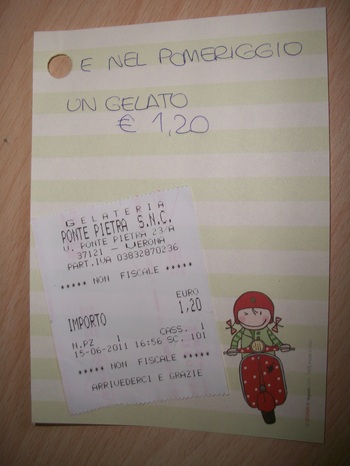 E NEL POMERIGGIO
UN GELATO
€ 1,20
GELATERIA
PONTE PIETRA S.N.C.
V. PONTE PIETRA 23/A
37121 - VERONA
PART.IVA 03832870236
***** NON FISCALE *****
EURO
IMPORTO 1,20
N.PZ 1 CASS. 1
15-06-2011 16:56 SC. 101
***** NON FISCALE *****
ARRIVEDERCI E GRAZIE